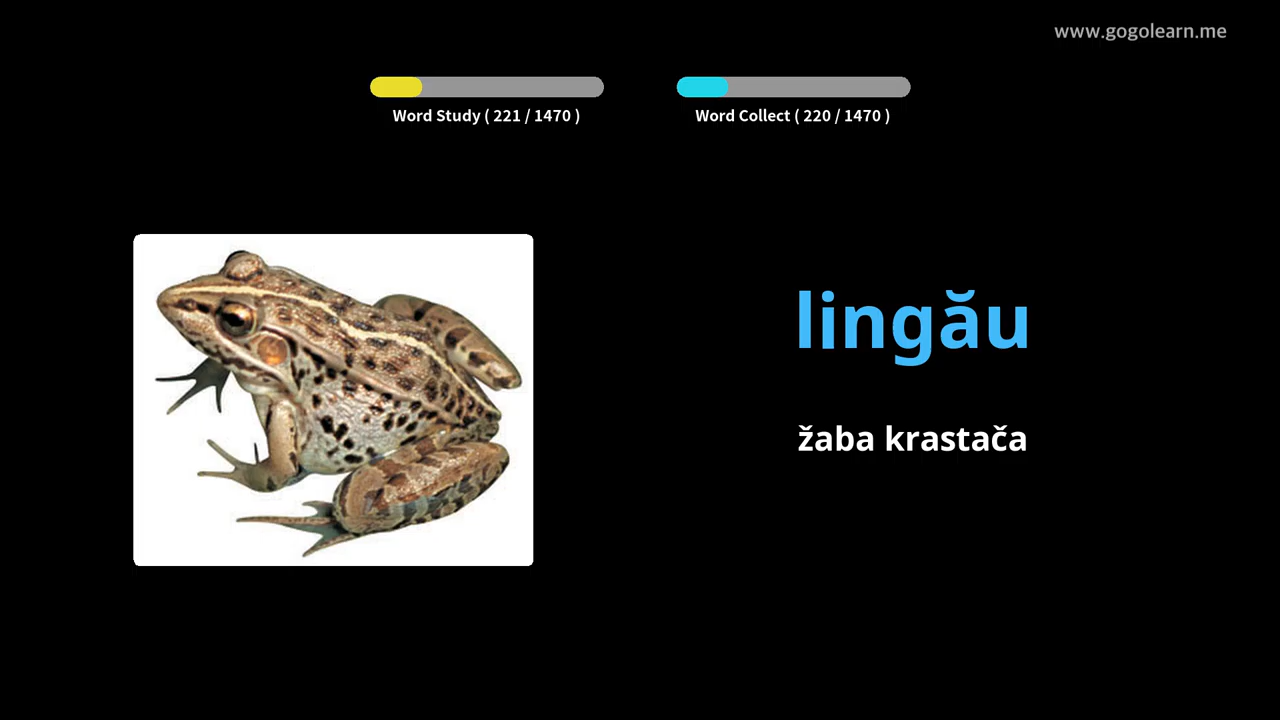 www.gogolearn.me
Word Study ( 221 / 1470 )
Word Collect ( 220 / 1470 )
lingău
žaba krastača